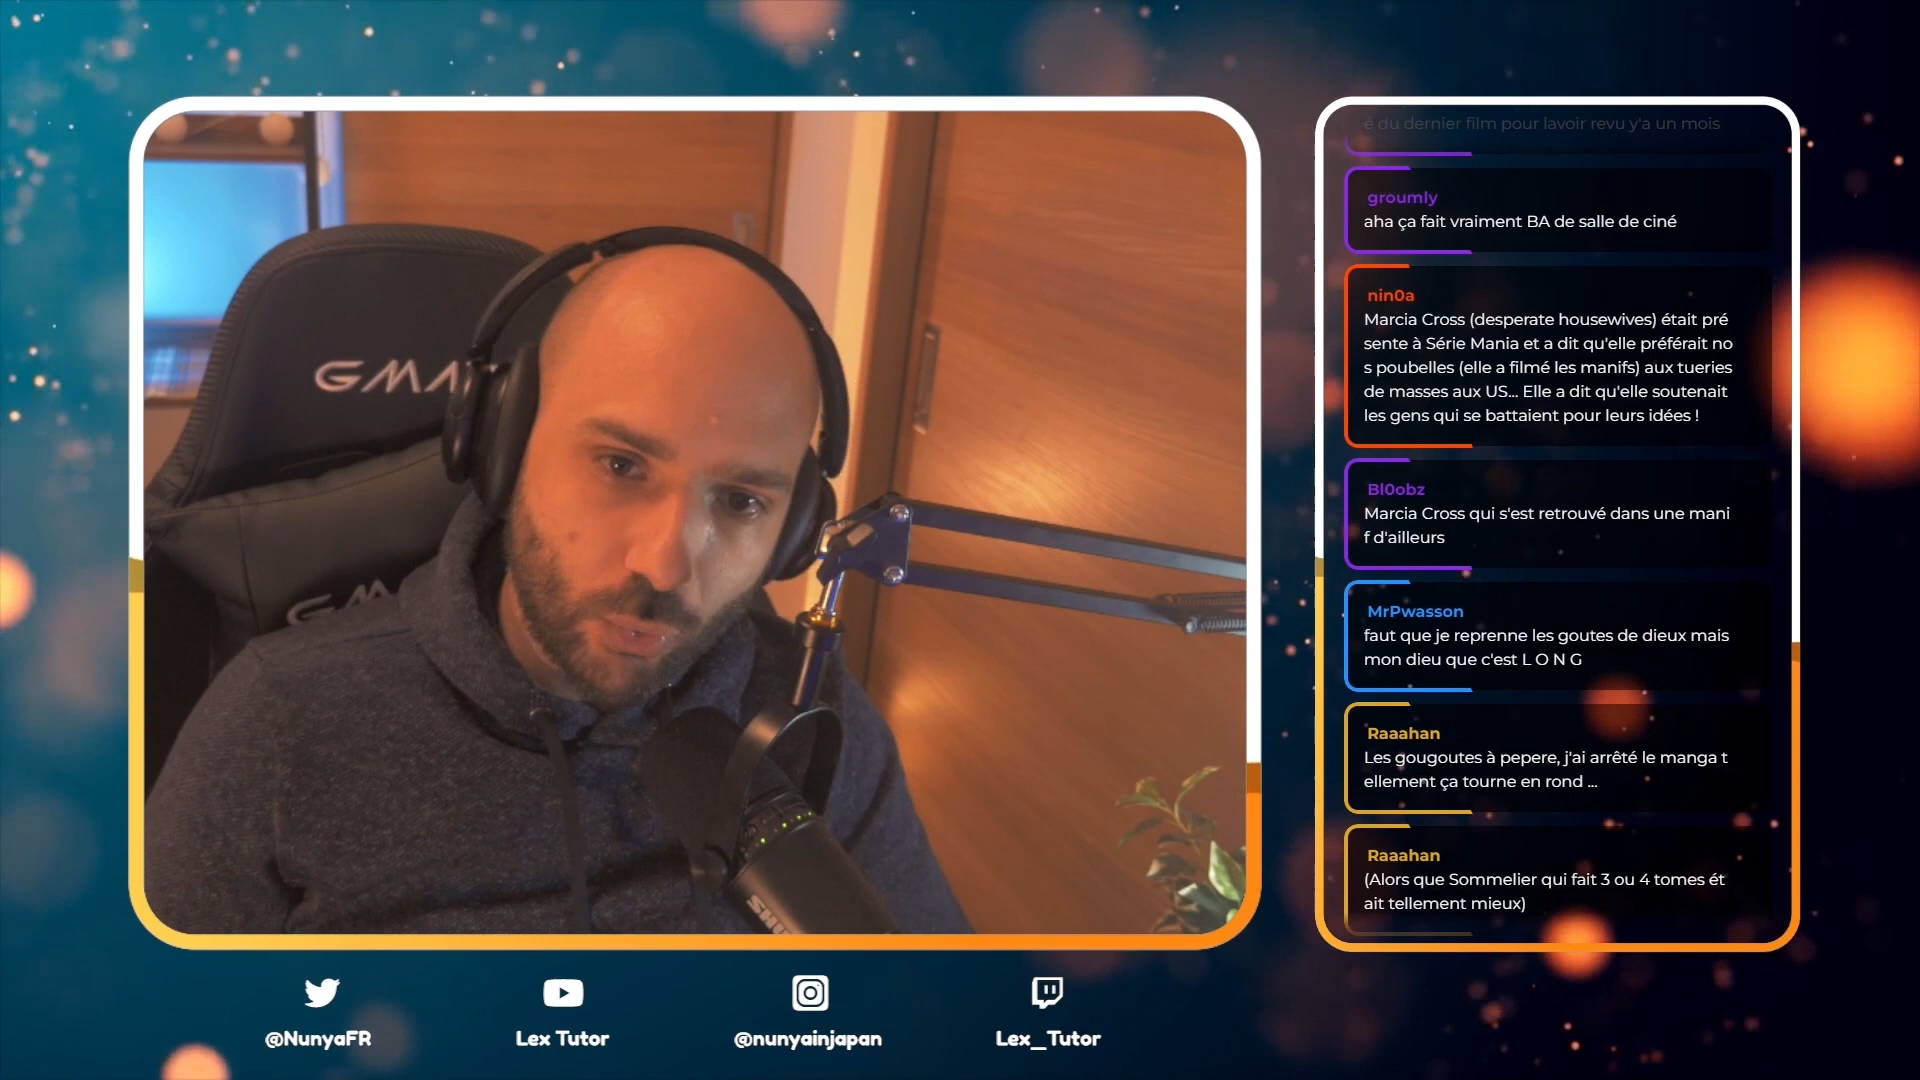 GMA
GMA
SHU
é du dernier film pour lavoir revu y'a un mois
groumly
aha ça fait vraiment BA de salle de ciné
nin0a
Marcia Cross (desperate housewives) était pré
sente à Série Mania et a dit qu'elle préférait no
s poubelles (elle a filmé les manifs) aux tueries
de masses aux US... Elle a dit qu'elle soutenait
les gens qui se battaient pour leurs idées !
Bl0obz
Marcia Cross qui s'est retrouvé dans une mani
f d'ailleurs
MrPwasson
faut que je reprenne les goutes de dieux mais
mon dieu que c'est L O N G
Raaahan
Les gougoutes à pepere, j'ai arrêté le manga t
ellement ça tourne en rond ...
Raaahan
(Alors que Sommelier qui fait 3 ou 4 tomes ét
ait tellement mieux)
@NunyaFR
Lex Tutor
@nunyainjapan
Lex_Tutor